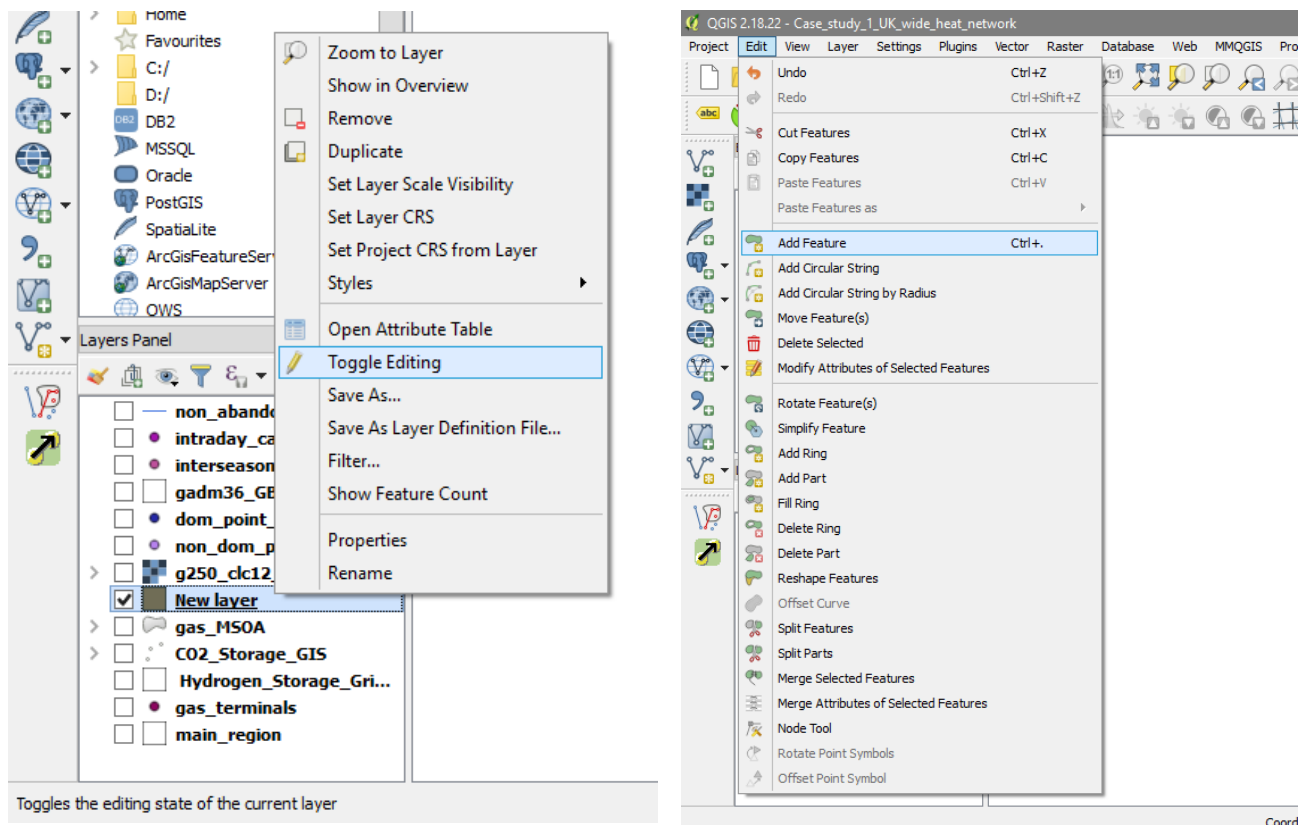 Home
Favourites
C:/
D:/
DB2
DB2
MSSQL
Oracle
PostGIS
SpatiaLite
ArcGisFeatureSer
ArcGisMapServer
OWS
Layers Panel
non_abando
intraday_ca
interseason
gadm36_GB
dom_point_
non_dom_p
g250_clc12_
New layer
gas_MSOA
CO2_Storage_GIS
Hydrogen_Storage_Gri...
gas_terminals
main_region
Zoom to Layer
Show in Overview
Remove
Duplicate
Set Layer Scale Visibility
Set Layer CRS
Set Project CRS from Layer
Styles
Open Attribute Table
Toggle Editing
Save As...
Save As Layer Definition File...
Filter...
Show Feature Count
Properties
Rename
Toggles the editing state of the current layer
QGIS 2.18.22 - Case_study_1_UK_wide_heat_network
Project Edit View Layer Settings Plugins Vector Raster Database Web MMQGIS Pro
abc
1:1
Undo Ctrl+Z
Redo Ctrl+Shift+Z
Cut Features Ctrl+X
Copy Features Ctrl+C
Paste Features Ctrl+V
Paste Features as
Add Feature Ctrl+.
Add Circular String
Add Circular String by Radius
Move Feature(s)
Delete Selected
Modify Attributes of Selected Features
Rotate Feature(s)
Simplify Feature
Add Ring
Add Part
Fill Ring
Delete Ring
Delete Part
Reshape Features
Offset Curve
Split Features
Split Parts
Merge Selected Features
Merge Attributes of Selected Features
Node Tool
Rotate Point Symbols
Offset Point Symbol
Coord